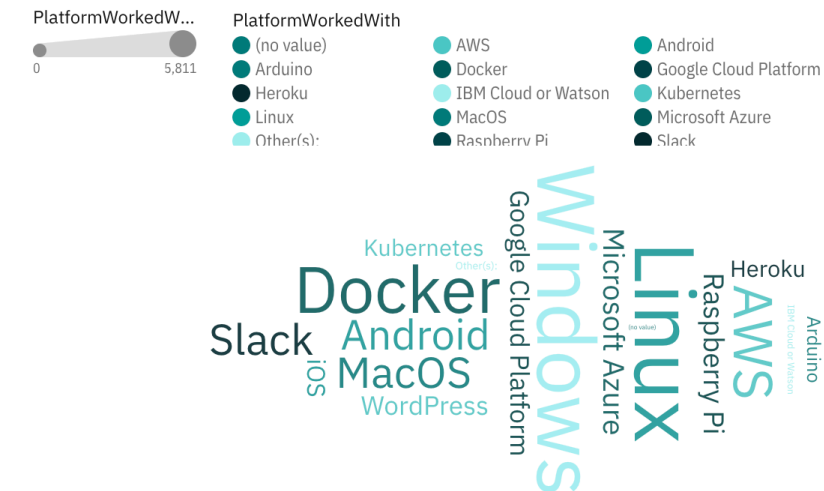 PlatformWorkedW...
0
5,811
PlatformWorkedWith
(no value)
AWS
Android
Arduino
Docker
Google Cloud Platform
Heroku
IBM Cloud or Watson
Kubernetes
Linux
MacOS
Microsoft Azure
Other(s):
Raspberry Pi
Slack
Kubernetes
Other(s):
Docker
Slack
Android
iOS
MacOS
WordPress
Google Cloud Platform
Windows
Microsoft Azure
(no value)
Linux
Raspberry Pi
Heroku
AWS
IBM Cloud or Watson
Arduino